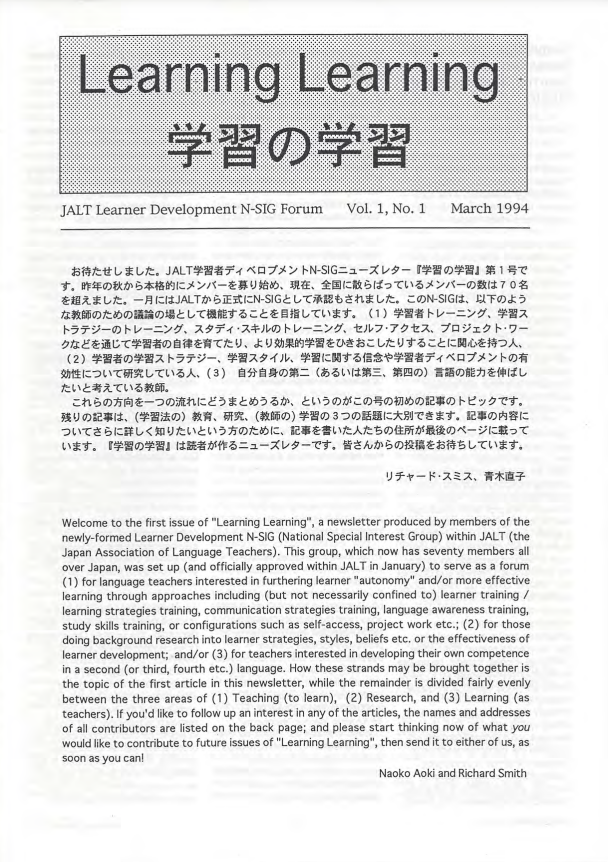 Learning Learning
学習の学習
JALT Learner Development N-SIG Forum Vol. 1, No. 1 March 1994
お待たせしました。JALT学習者ディベロプメントN-SIGニューズレター『学習の学習』第1号で
す。昨年の秋から本格的にメンバーを募り始め、現在、全国に散らばっているメンバーの数は70名
を超えました。一月にはJALTから正式にN-SIGとして承認もされました。このN-SIGは、以下のよう
な教師のための議論の場として機能することを目指しています。(1)学習者トレーニング、学習ス
トラテジーのトレーニング、スタディ・スキルのトレーニング、セルフ・アクセス、プロジェクト・ワー
クなどを通じて学習者の自律を育てたり、より効果的学習をひきおこしたりすることに関心を持つ人、
(2)学習者の学習ストラテジー、学習スタイル、学習に関する信念や学習者ディベロプメントの有
効性について研究している人、(3) 自分自身の第二(あるいは第三、第四の)言語の能力を伸ばし
たいと考えている教師。
これらの方向を一つの流れにどうまとめうるか、というのがこの号の初めの記事のトピックです。
残りの記事は、(学習法の)教育、研究、(教師の)学習の3つの話題に大別できます。記事の内容に
ついてさらに詳しく知りたいという方のために、記事を書いた人たちの住所が最後のページに載って
います。『学習の学習』は読者が作るニューズレターです。皆さんからの投稿をお待ちしています。
リチャード・スミス、青木直子
Welcome to the first issue of "Learning Learning", a newsletter produced by members of the
newly-formed Learner Development N-SIG (National Special Interest Group) within JALT (the
Japan Association of Language Teachers). This group, which now has seventy members all
over Japan, was set up (and officially approved within JALT in January) to serve as a forum
(1) for language teachers interested in furthering learner "autonomy" and/or more effective
learning through approaches including (but not necessarily confined to) learner training /
learning strategies training, communication strategies training, language awareness training,
study skills training, or configurations such as self-access, project work etc.; (2) for those
doing background research into learner strategies, styles, beliefs etc. or the effectiveness of
learner development; and/or (3) for teachers interested in developing their own competence
in a second (or third, fourth etc.) language. How these strands may be brought together is
the topic of the first article in this newsletter, while the remainder is divided fairly evenly
between the three areas of (1) Teaching (to learn), (2) Research, and (3) Learning (as
teachers). If you'd like to follow up an interest in any of the articles, the names and addresses
of all contributors are listed on the back page; and please start thinking now of what you
would like to contribute to future issues of "Learning Learning", then send it to either of us, as
soon as you can!
Naoko Aoki and Richard Smith